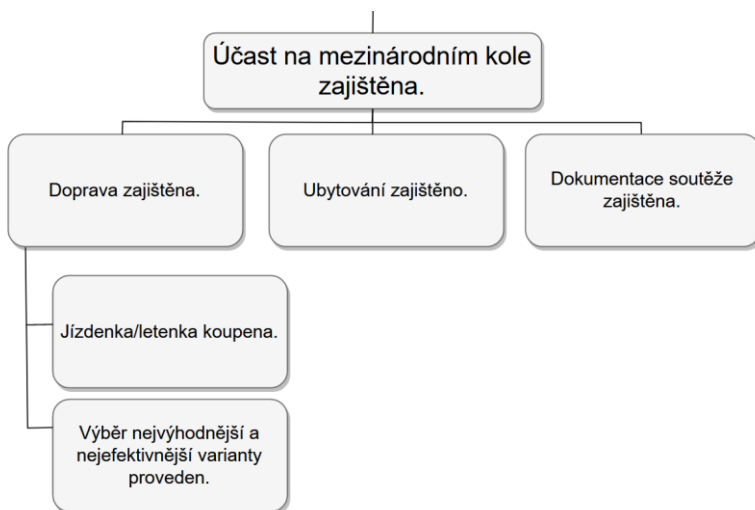 Účast na mezinárodním kole
zajištěna.
Doprava zajištěna.
Ubytování zajištěno.
Dokumentace soutěže
zajištěna.
Jízdenka/letenka koupena.
Výběr nejvýhodnější a
nejefektivnější varianty
proveden.